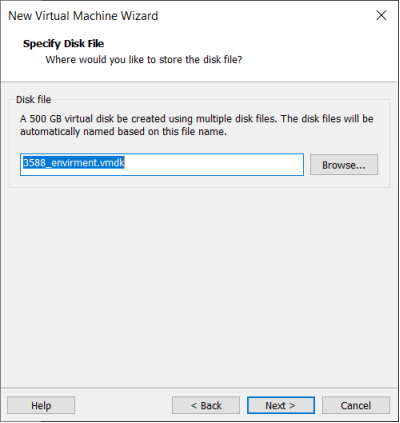 New Virtual Machine Wizard
Specify Disk File
Where would you like to store the disk file?
Disk file
A 500 GB virtual disk be created using multiple disk files. The disk files will be
automatically named based on this file name.
3588_envirment.vmdk
Browse...
Help
< Back
Next >
Cancel